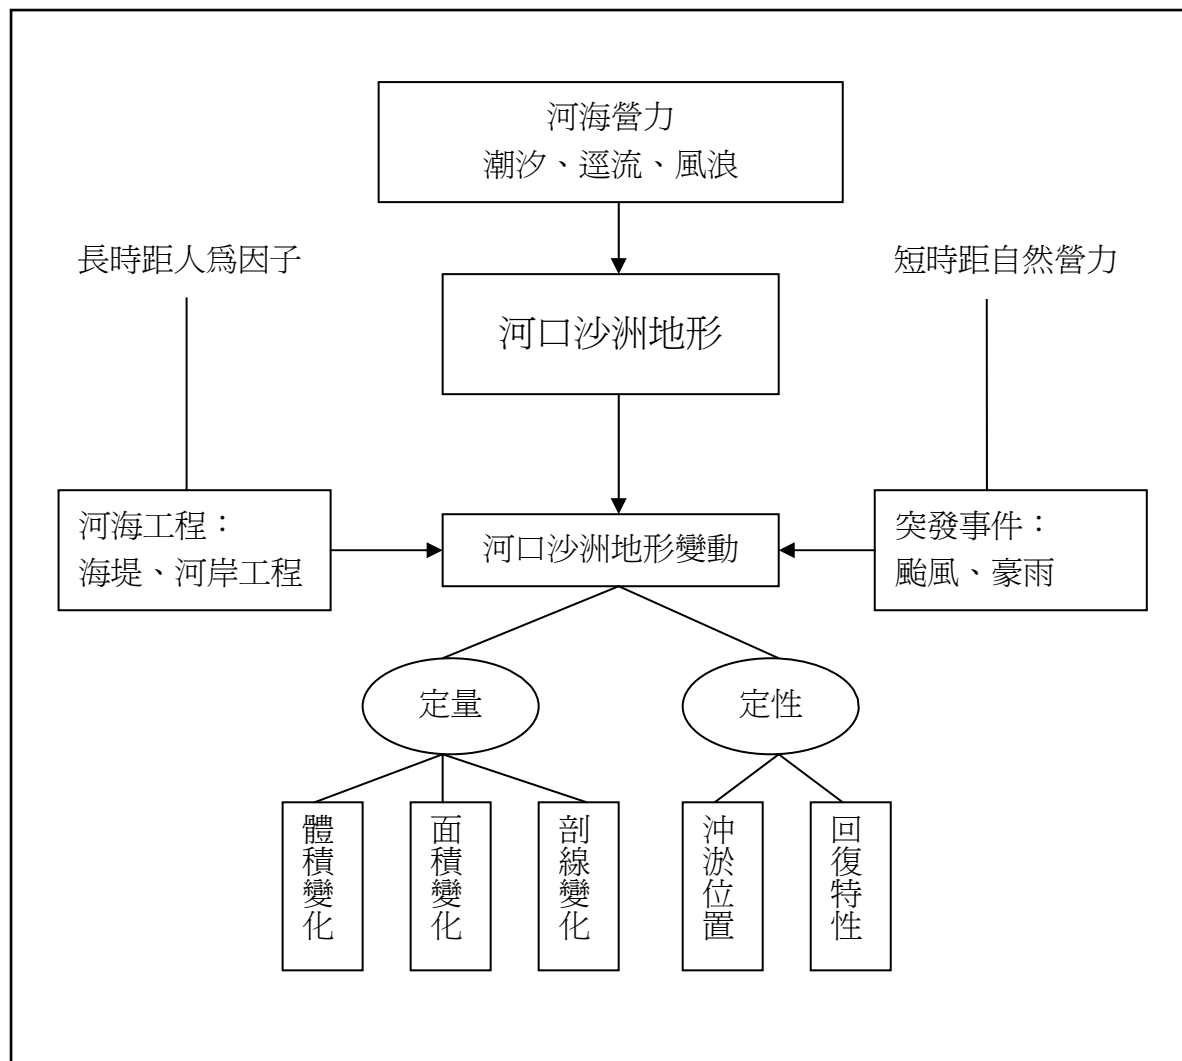 河海營力
潮汐、逕流、風浪
長時距人爲因子
短時距自然營力
河口沙洲地形
河海工程：
海堤、河岸工程
河口沙洲地形變動
突發事件：
颱風、豪雨
定量
定性
體積變化
面積變化
剖線變化
沖淤位置
回復特性